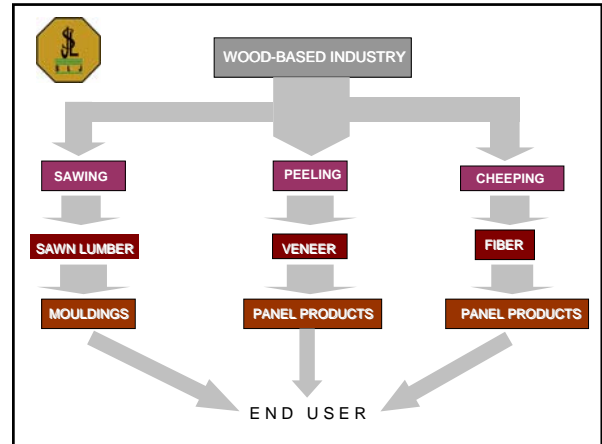 WOOD-BASED INDUSTRY
SAWING
PEELING
CHEEPING
SAWN LUMBER
VENEER
FIBER
MOULDINGS
PANEL PRODUCTS
PANEL PRODUCTS
END USER